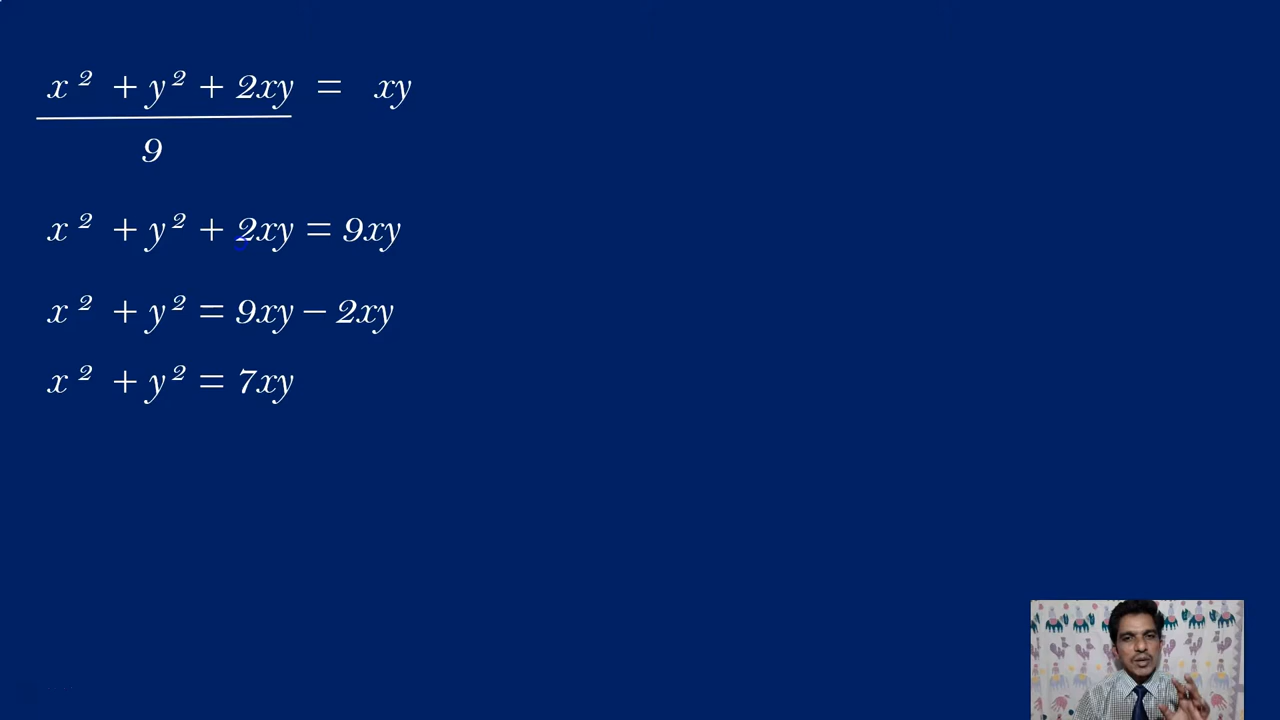 x² + y² + 2xy = xy
9
x² + y² + 2xy = 9xy
x² + y² = 9xy − 2xy
x² + y² = 7xy